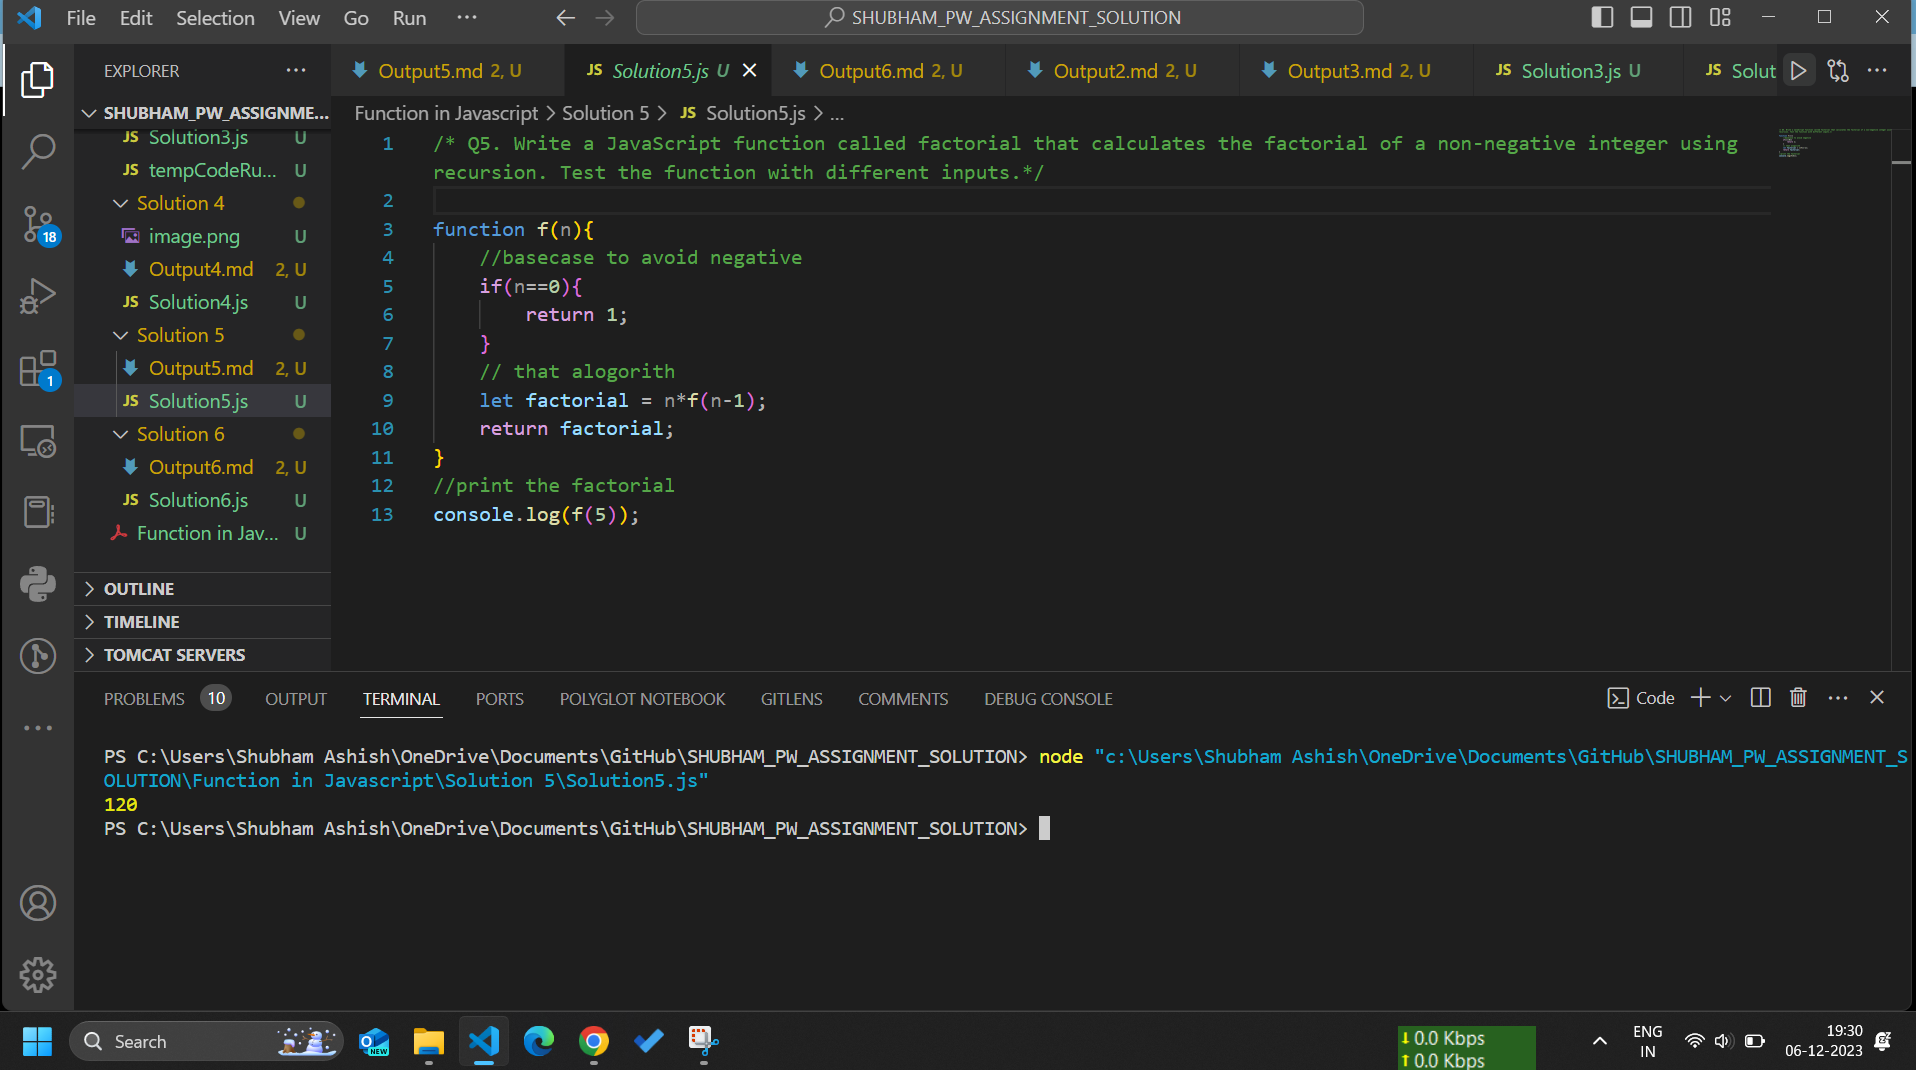 File Edit Selection View Go Run ··· SHUBHAM_PW_ASSIGNMENT_SOLUTION
EXPLORER ···
Output5.md 2, U JS Solution5.js U Output6.md 2, U Output2.md 2, U Output3.md 2, U JS Solution3.js U JS Solut
SHUBHAM_PW_ASSIGNME...
Function in Javascript > Solution 5 > JS Solution5.js > ...
JS Solution3.js U
JS tempCodeRu... U
Solution 4
image.png U
Output4.md 2, U
JS Solution4.js U
Solution 5
Output5.md 2, U
JS Solution5.js U
Solution 6
Output6.md 2, U
JS Solution6.js U
Function in Jav... U
OUTLINE
TIMELINE
TOMCAT SERVERS
18
1
1 /* Q5. Write a JavaScript function called factorial that calculates the factorial of a non-negative integer using
recursion. Test the function with different inputs.*/
2
3 function f(n){
4 //basecase to avoid negative
5 if(n==0){
6 return 1;
7 }
8 // that alogorith
9 let factorial = n*f(n-1);
10 return factorial;
11 }
12 //print the factorial
13 console.log(f(5));
PROBLEMS 10 OUTPUT TERMINAL PORTS POLYGLOT NOTEBOOK GITLENS COMMENTS DEBUG CONSOLE Code
PS C:\Users\Shubham Ashish\OneDrive\Documents\GitHub\SHUBHAM_PW_ASSIGNMENT_SOLUTION> node "c:\Users\Shubham Ashish\OneDrive\Documents\GitHub\SHUBHAM_PW_ASSIGNMENT_S
OLUTION\Function in Javascript\Solution 5\Solution5.js"
120
PS C:\Users\Shubham Ashish\OneDrive\Documents\GitHub\SHUBHAM_PW_ASSIGNMENT_SOLUTION>
Search
NEW
0.0 Kbps
0.0 Kbps
ENG
IN
19:30
06-12-2023